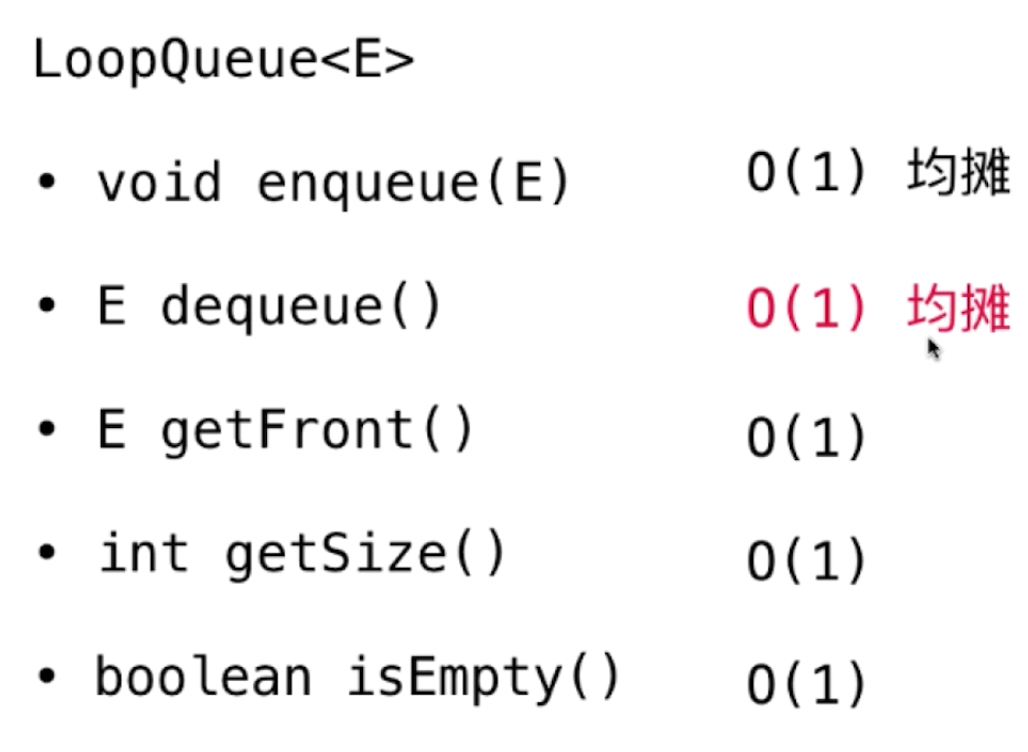 LoopQueue<E>
• void enqueue(E) O(1) 均摊
• E dequeue() O(1) 均摊
• E getFront() O(1)
• int getSize() O(1)
• boolean isEmpty() O(1)